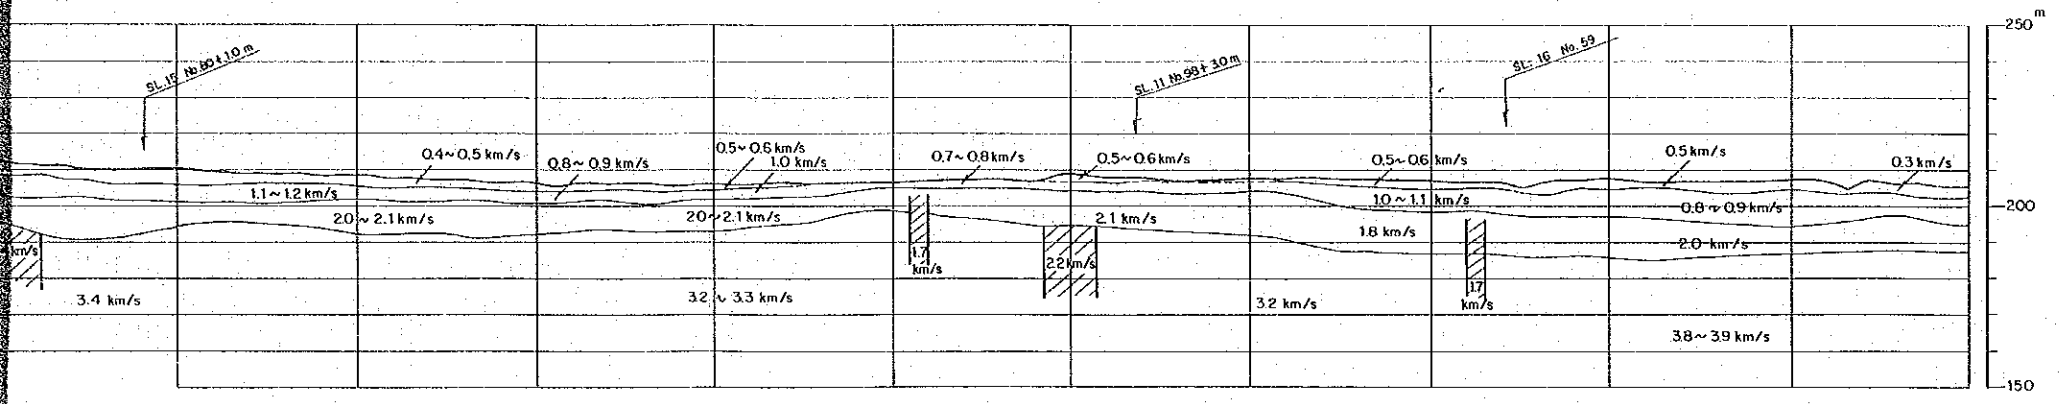 m
250
SL. 15 No.80+1.0 m
SL. 11 No.98+3.0 m
SL. 16 No. 59
0.4~0.5 km/s
0.8~0.9 km/s
0.5~0.6 km/s
1.0 km/s
0.7~0.8 km/s
0.5~0.6 km/s
0.5~0.6 km/s
0.5 km/s
0.3 km/s
1.1~1.2 km/s
1.0~1.1 km/s
0.8~0.9 km/s
200
2.0~2.1 km/s
2.0~2.1 km/s
2.1 km/s
1.8 km/s
2.0 km/s
km/s
1.7
km/s
2.2 km/s
1.7
km/s
3.4 km/s
3.2~3.3 km/s
3.2 km/s
3.8~3.9 km/s
150